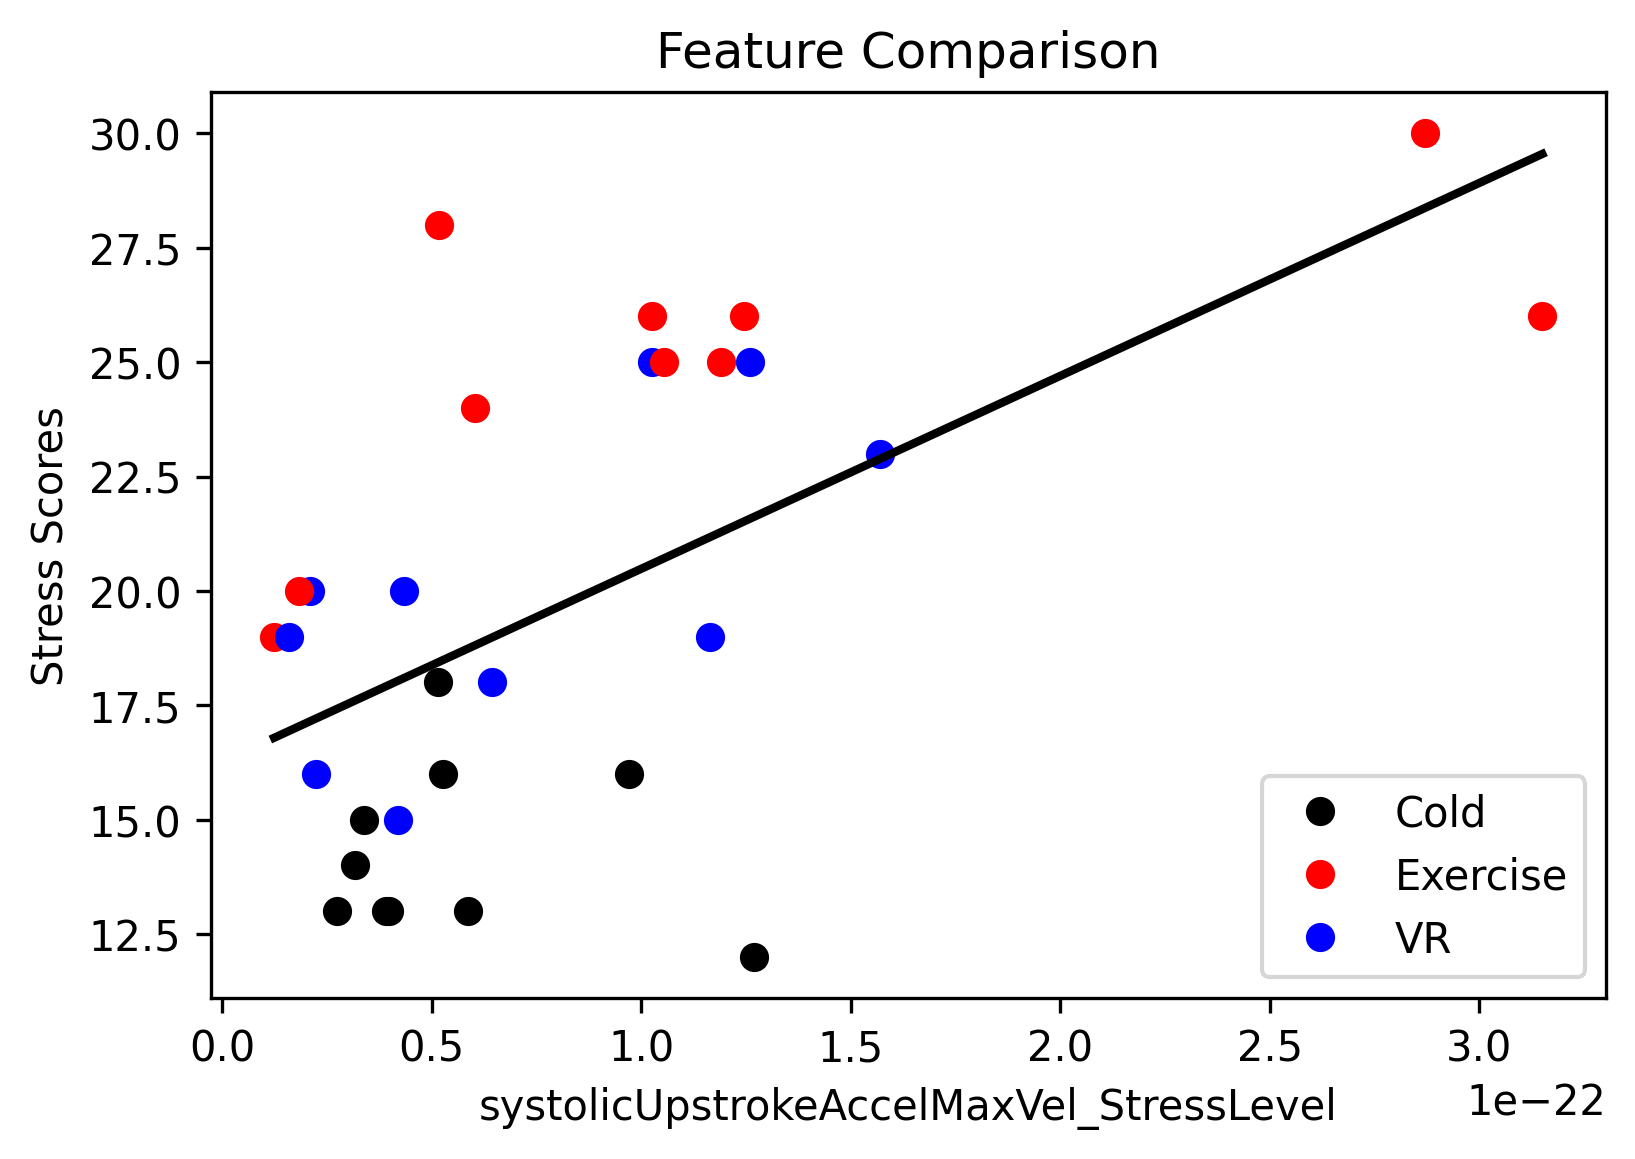 Feature Comparison
30.0
27.5
25.0
22.5
20.0
17.5
15.0
12.5
Stress Scores
Cold
Exercise
VR
0.0 0.5 1.0 1.5 2.0 2.5 3.0
systolicUpstrokeAccelMaxVel_StressLevel
1e−22